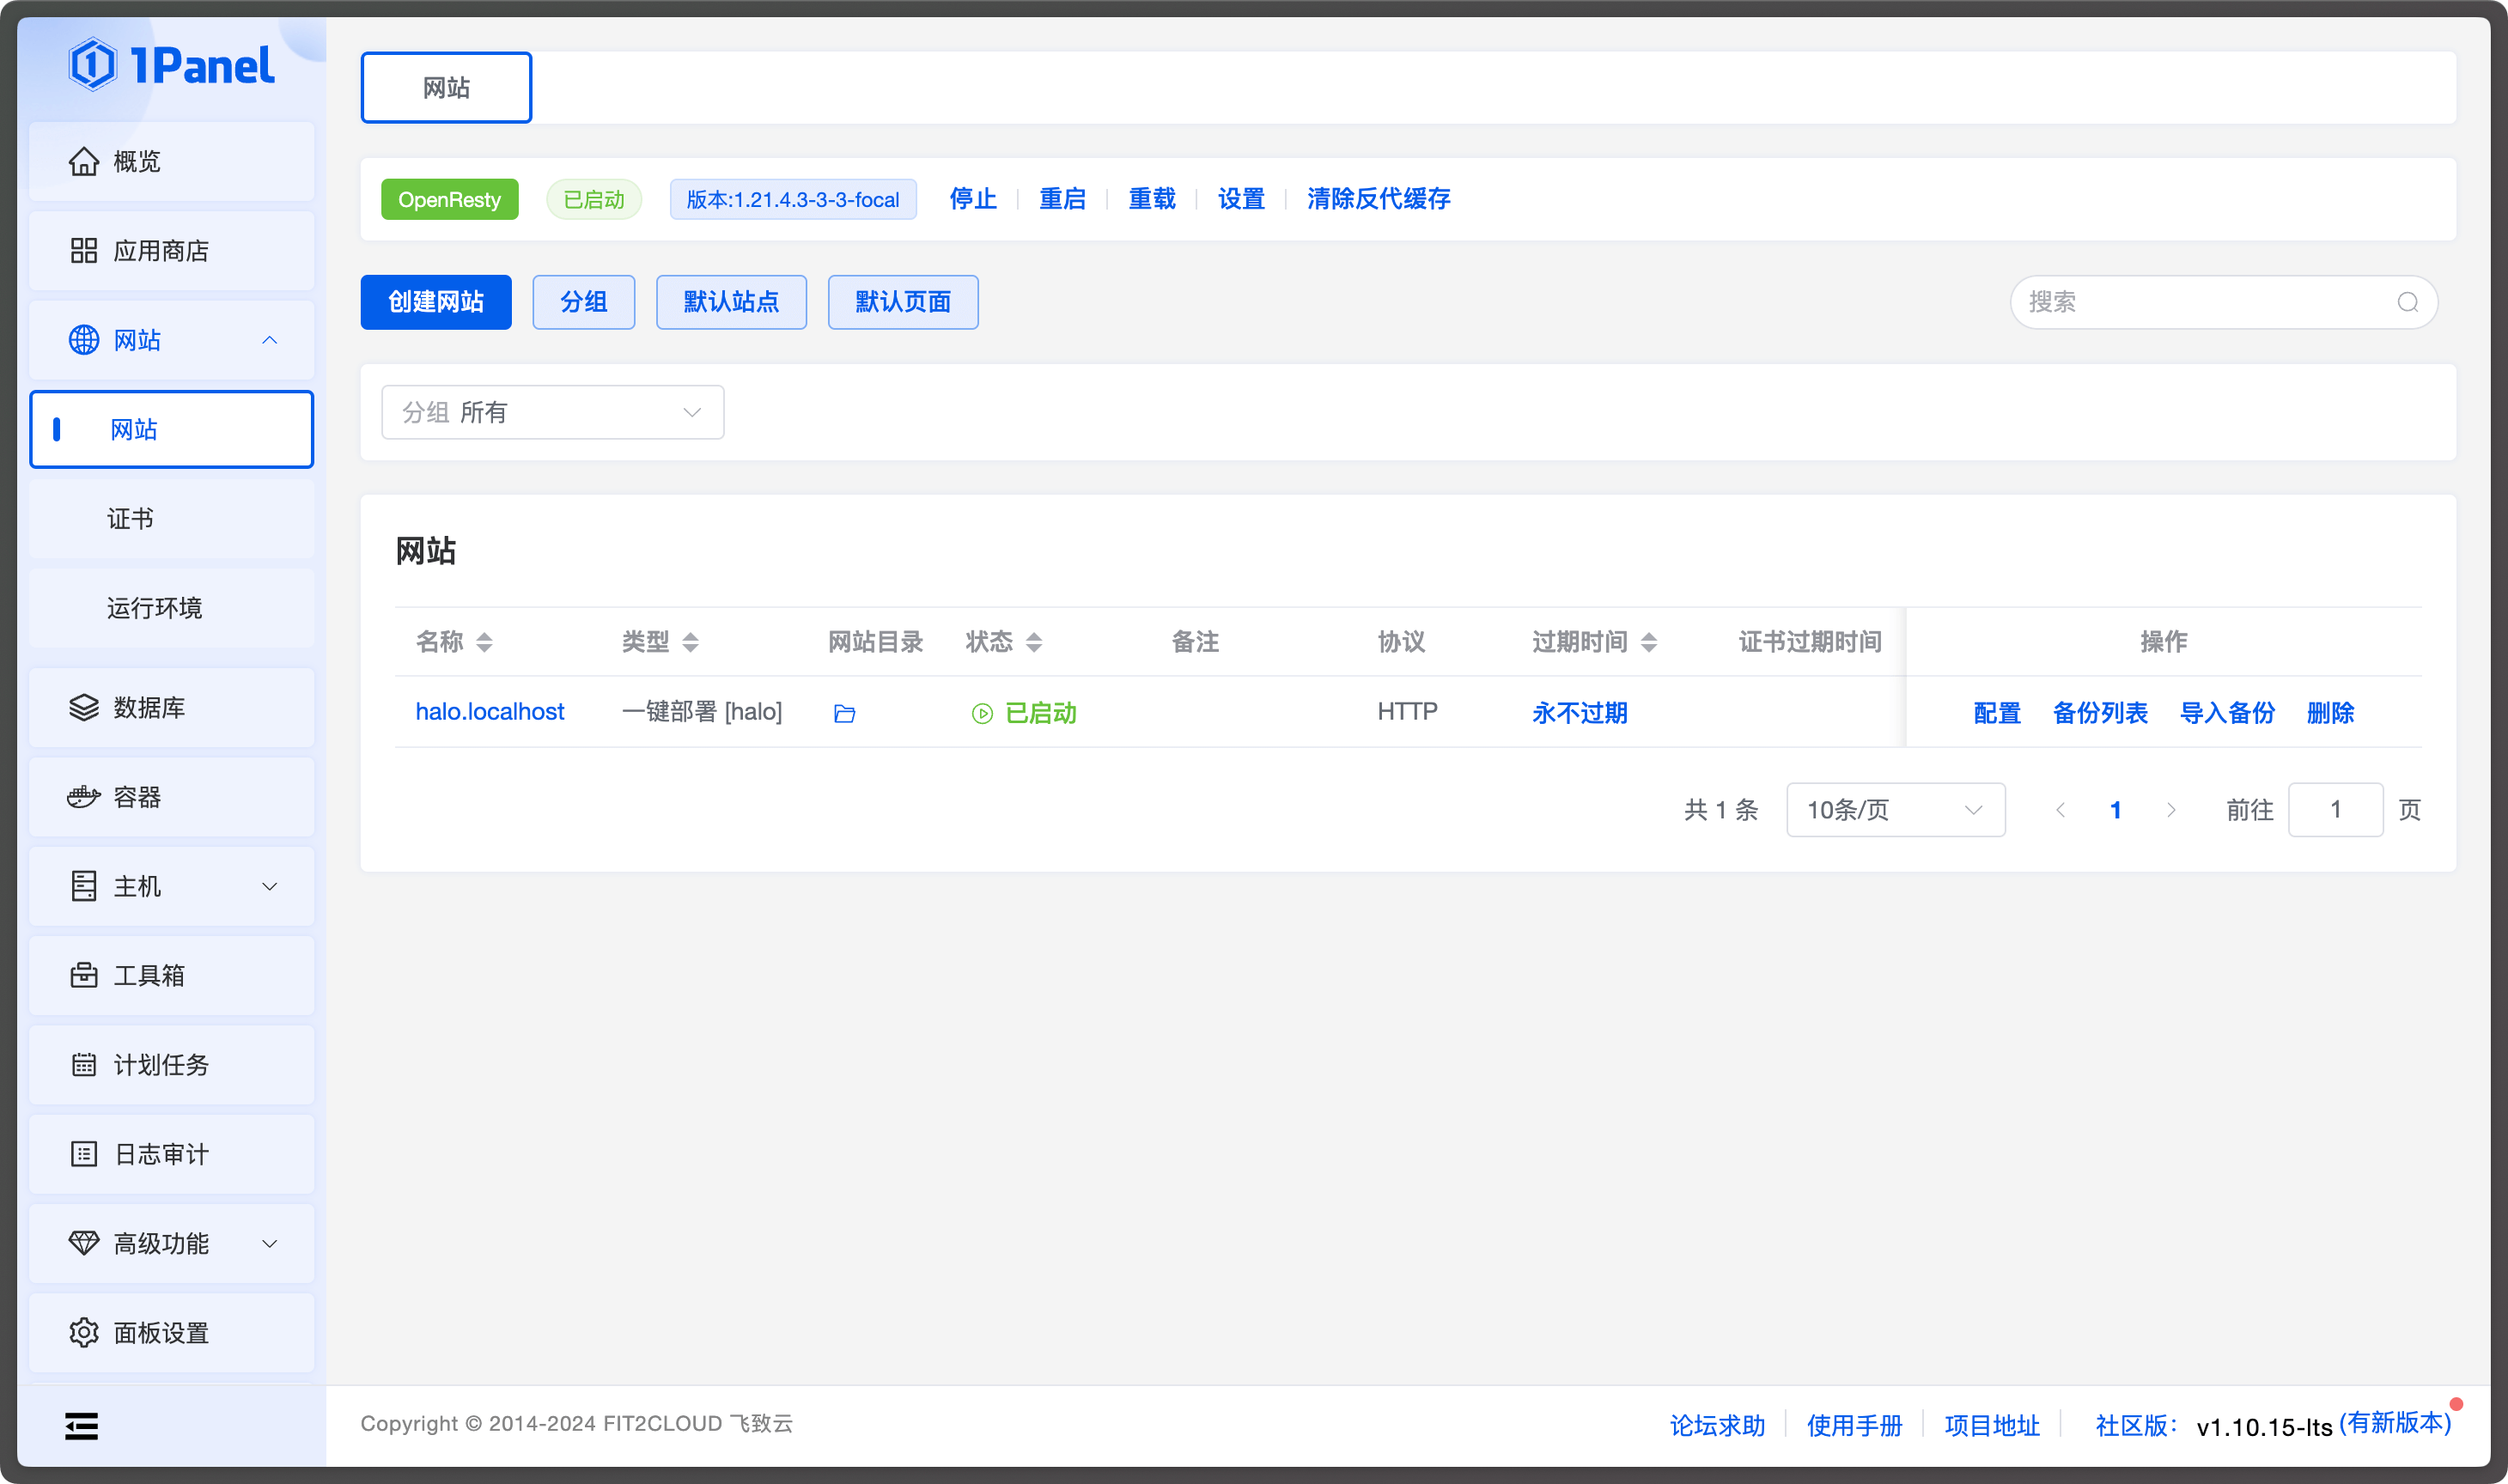 1Panel
概览
应用商店
网站
网站
证书
运行环境
数据库
容器
主机
工具箱
计划任务
日志审计
高级功能
面板设置
网站
OpenResty 已启动 版本:1.21.4.3-3-3-focal 停止 重启 重载 设置 清除反代缓存
创建网站 分组 默认站点 默认页面 搜索
分组 所有
网站
名称 类型 网站目录 状态 备注 协议 过期时间 证书过期时间 操作
halo.localhost 一键部署 [halo] 已启动 HTTP 永不过期 配置 备份列表 导入备份 删除
共 1 条 10条/页 1 前往 1 页
Copyright © 2014-2024 FIT2CLOUD 飞致云 论坛求助 使用手册 项目地址 社区版： v1.10.15-lts (有新版本)